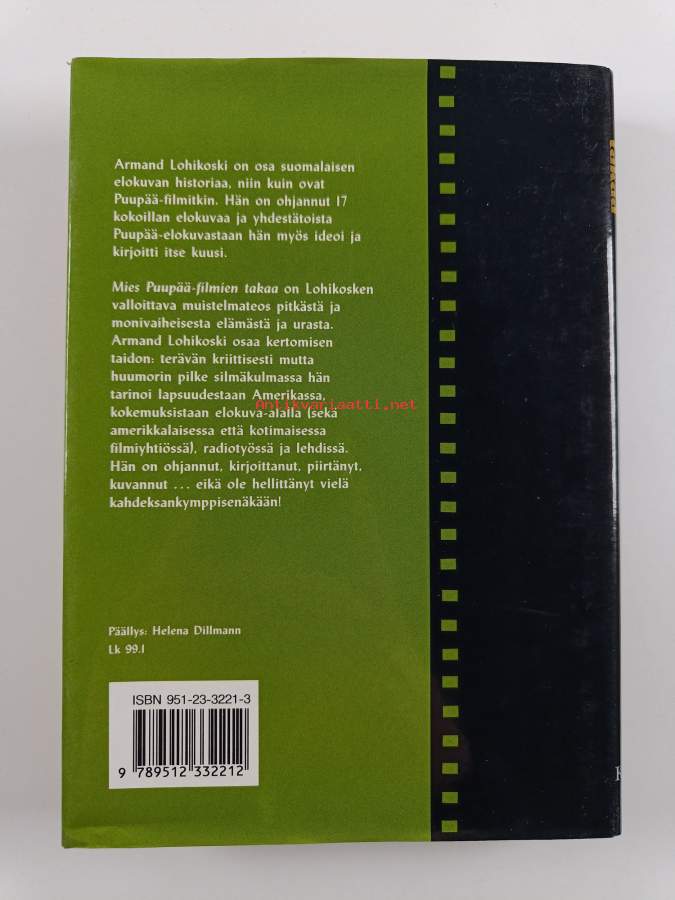 Armand Lohikoski on osa suomalaisen
elokuvan historiaa, niin kuin ovat
Puupää-filmitkin. Hän on ohjannut 17
kokoillan elokuvaa ja yhdestätoista
Puupää-elokuvastaan hän myös ideoi ja
kirjoitti itse kuusi.
Mies Puupää-filmien takaa on Lohikosken
valloittava muistelmateos pitkästä ja
monivaiheisesta elämästä ja urasta.
Armand Lohikoski osaa kertomisen
taidon: terävän kriittisesti mutta
huumorin pilke silmäkulmassa hän
tarinoi lapsuudestaan Amerikassa,
Antikvariaatti.net
kokemuksistaan elokuva-alalla (sekä
amerikkalaisessa että kotimaisessa
filmiyhtiössä), radiotyössä ja lehdissä.
Hän on ohjannut, kirjoittanut, piirtänyt,
kuvannut ... eikä ole hellittänyt vielä
kahdeksankymppisenäkään!
Päällys: Helena Dillmann
Lk 99.1
ISBN 951-23-3221-3
9 789512 332212
takaa